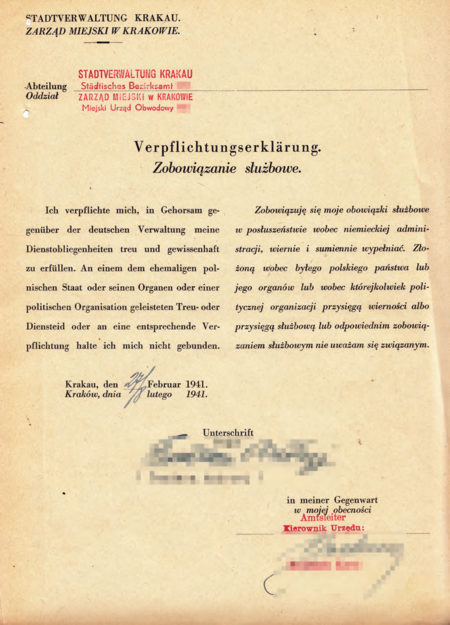 STADTVERWALTUNG KRAKAU.
ZARZĄD MIEJSKI W KRAKOWIE.
Abteilung
Oddział
STADTVERWALTUNG KRAKAU
Städtisches Bezirksamt
ZARZĄD MIEJSKI w KRAKOWIE
Miejski Urząd Obwodowy
Verpflichtungserklärung.
Zobowiązanie służbowe.
Ich verpflichte mich, in Gehorsam ge-
genüber der deutschen Verwaltung meine
Dienstobliegenheiten treu und gewissenhaft
zu erfüllen. An einem dem ehemaligen pol-
nischen Staat oder seinen Organen oder einer
politischen Organisation geleisteten Treu- oder
Diensteid oder an eine entsprechende Ver-
pflichtung halte ich mich nicht gebunden.
Zobowiązuję się moje obowiązki służbowe
w posłuszeństwie wobec niemieckiej admini-
stracji, wiernie i sumiennie wypełniać. Zło-
żoną wobec byłego polskiego państwa lub
jego organów lub wobec którejkolwiek poli-
tycznej organizacji przysięgą wierności albo
przysięgą służbową lub odpowiednim zobowią-
zaniem służbowym nie uważam się związanym.
Krakau, den Februar 1941.
Kraków, dnia lutego 1941.
Unterschrift
in meiner Gegenwart
w mojej obecności
Amtsleiter
Kierownik Urzędu: